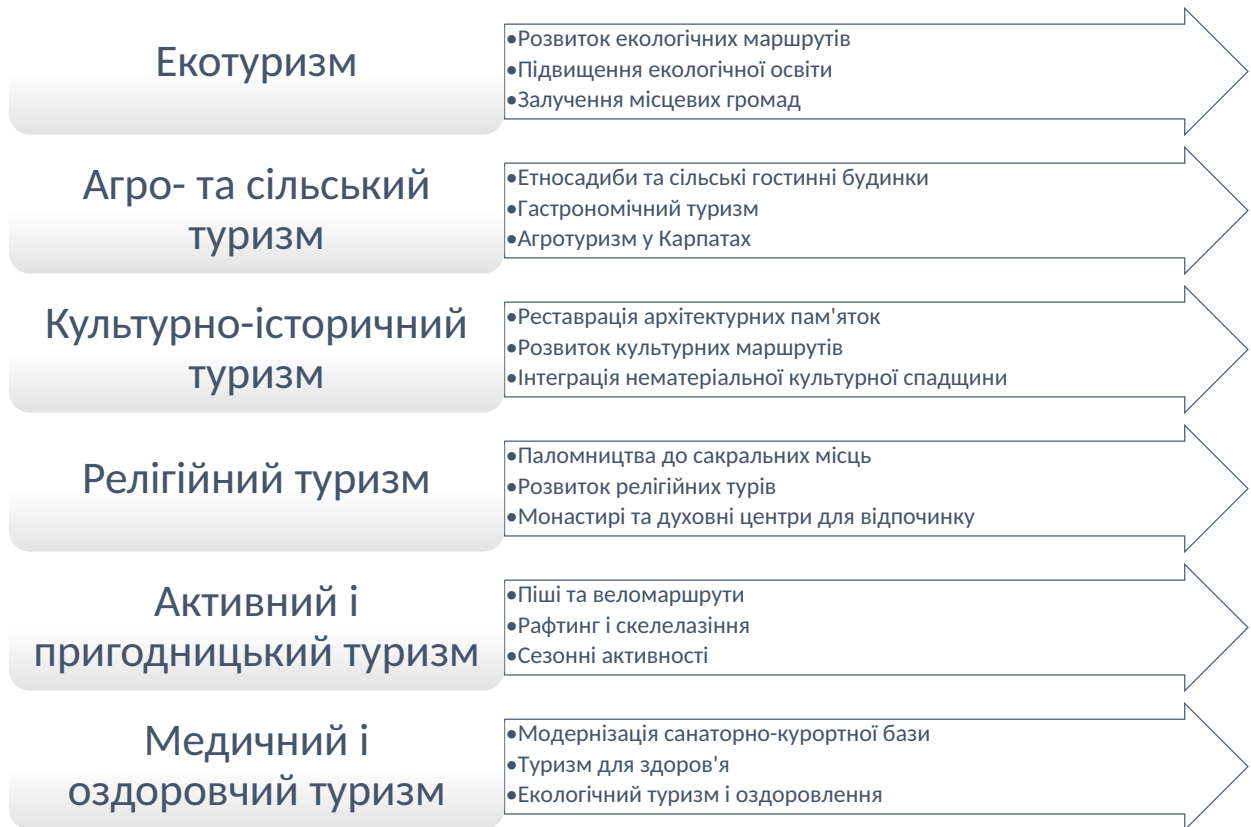 Екотуризм
•Розвиток екологічних маршрутів
•Підвищення екологічної освіти
•Залучення місцевих громад
Агро- та сільський
туризм
•Етносадиби та сільські гостинні будинки
•Гастрономічний туризм
•Агротуризм у Карпатах
Культурно-історичний
туризм
•Реставрація архітектурних пам'яток
•Розвиток культурних маршрутів
•Інтеграція нематеріальної культурної спадщини
Релігійний туризм
•Паломництва до сакральних місць
•Розвиток релігійних турів
•Монастирі та духовні центри для відпочинку
Активний і
пригодницький туризм
•Піші та веломаршрути
•Рафтинг і скелелазіння
•Сезонні активності
Медичний і
оздоровчий туризм
•Модернізація санаторно-курортної бази
•Туризм для здоров'я
•Екологічний туризм і оздоровлення